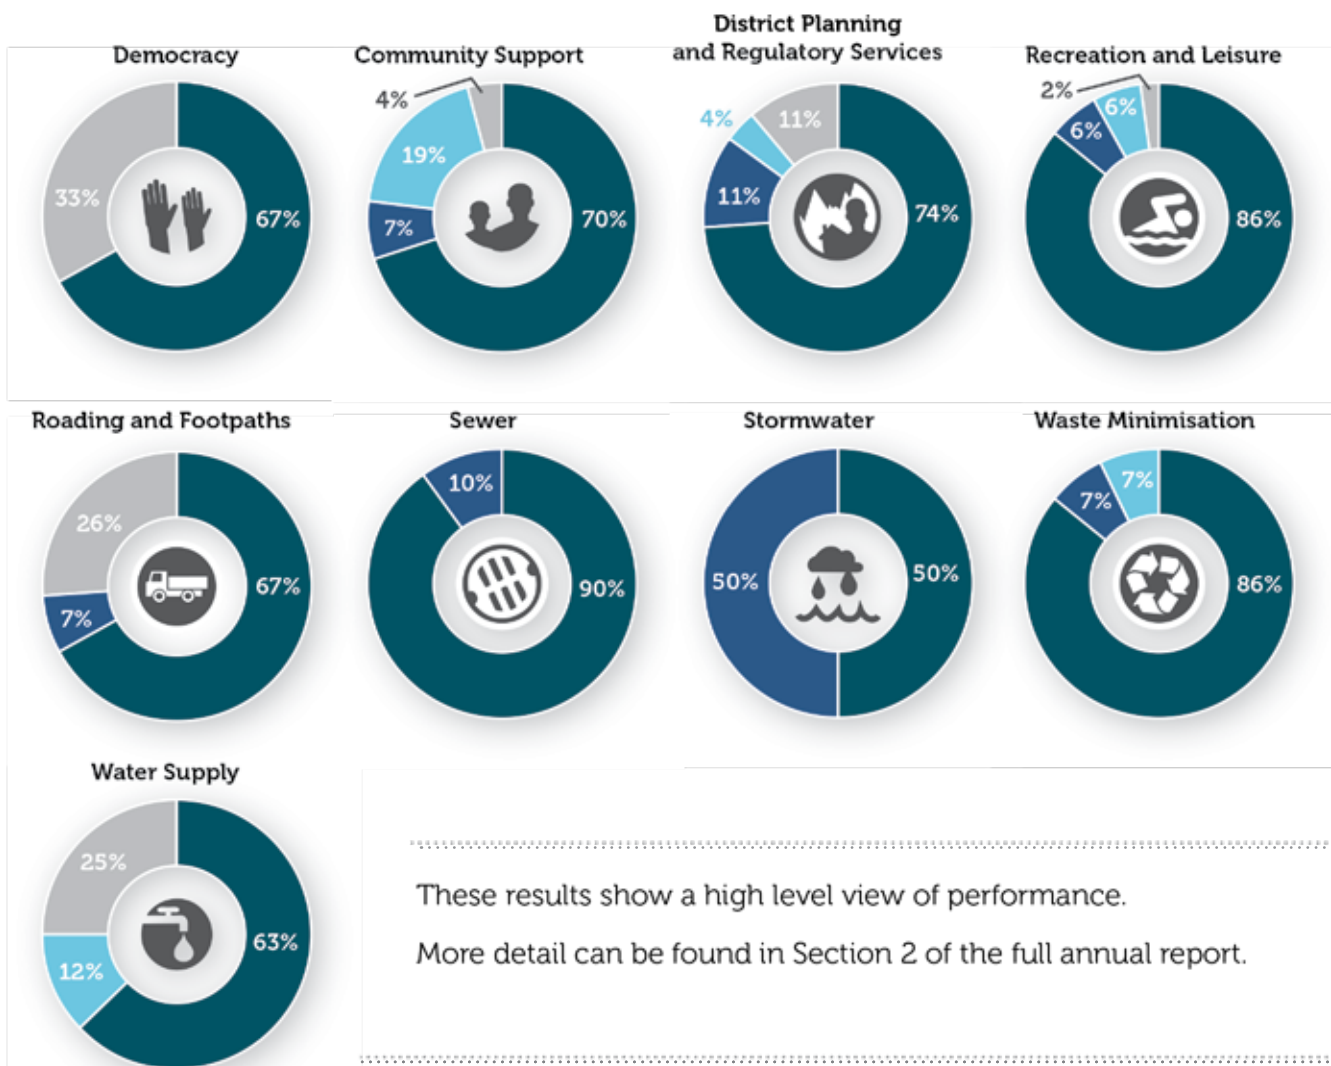 Democracy
33%
67%
Community Support
4%
19%
7%
70%
District Planning
and Regulatory Services
4%
11%
11%
74%
Recreation and Leisure
2%
6%
6%
86%
Roading and Footpaths
26%
7%
67%
Sewer
10%
90%
Stormwater
50%
50%
Waste Minimisation
7%
7%
86%
Water Supply
25%
12%
63%
These results show a high level view of performance.
More detail can be found in Section 2 of the full annual report.